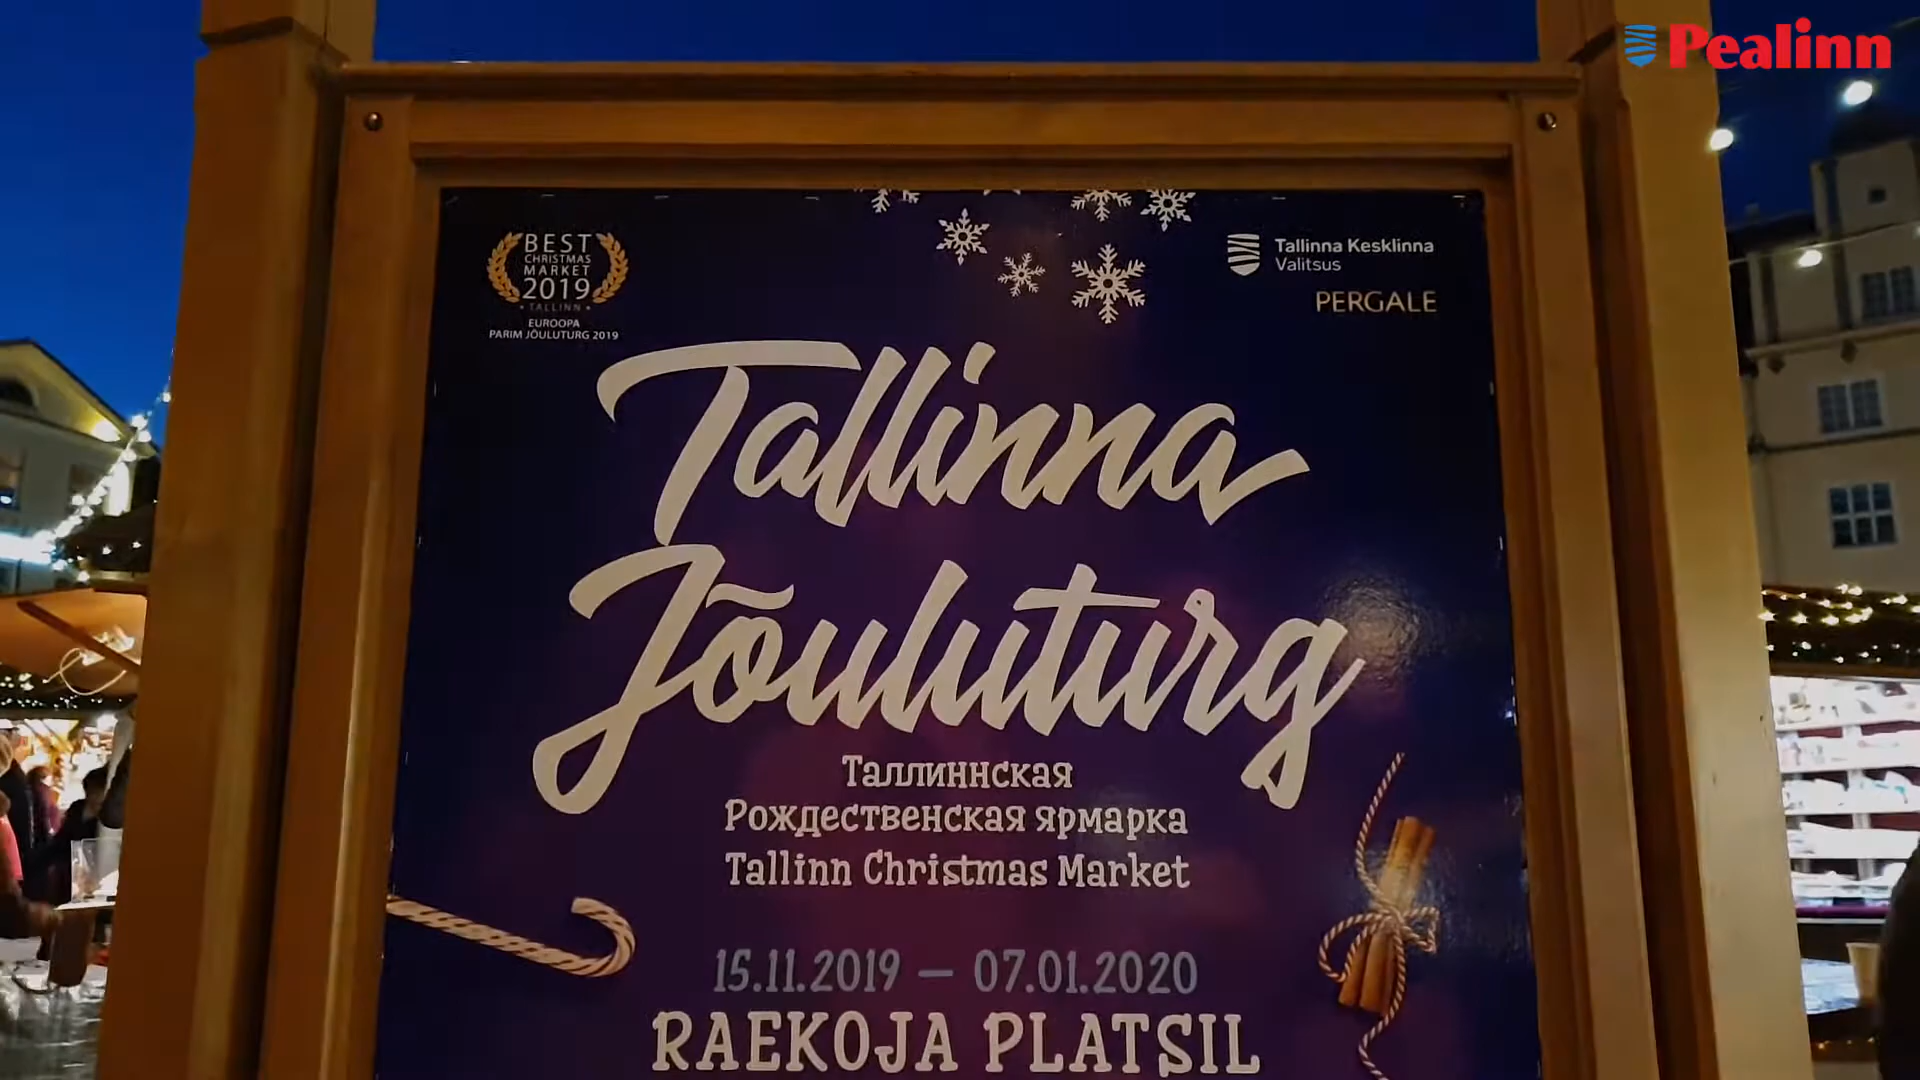 Pealinn
BEST
CHRISTMAS
MARKET
2019
• TALLINN •
EUROOPA
PARIM JÕULUTURG 2019
Tallinna Kesklinna
Valitsus
PERGALE
Tallinna
Jõuluturg
Таллиннская
Рождественская ярмарка
Tallinn Christmas Market
15.11.2019 – 07.01.2020
RAEKOJA PLATSIL